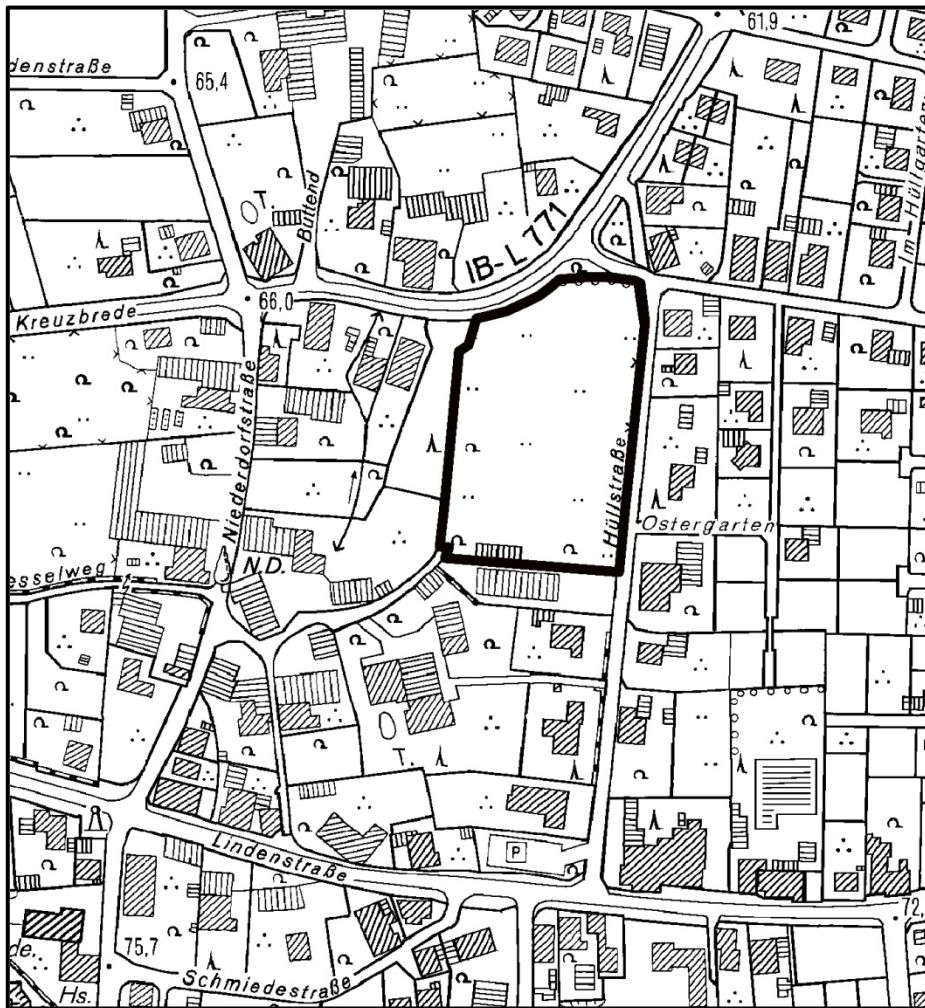 61,9
denstraße
65,4
T.
Büttend
IB-L 771
Im Hüllgarten
66,0
Kreuzbrede
Niederdorfstraße
Hüllstraße
Ostergarten
N.D.
esselweg
T.
P
Lindenstraße
72,
75,7
Schmiedestraße
de..
Hs.